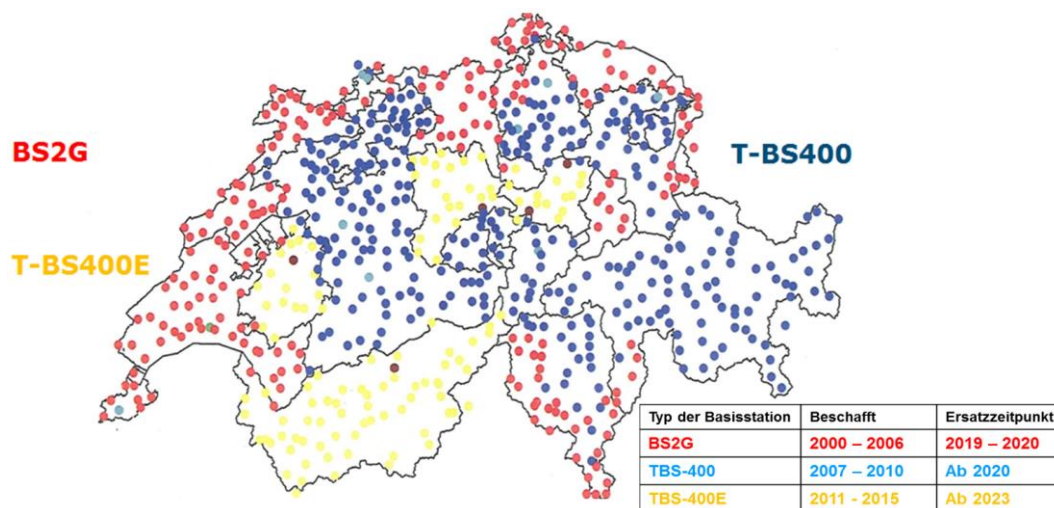 BS2G
T-BS400
T-BS400E
Typ der Basisstation Beschafft Ersatzzeitpunkt
BS2G 2000 – 2006 2019 – 2020
TBS-400 2007 – 2010 Ab 2020
TBS-400E 2011 - 2015 Ab 2023